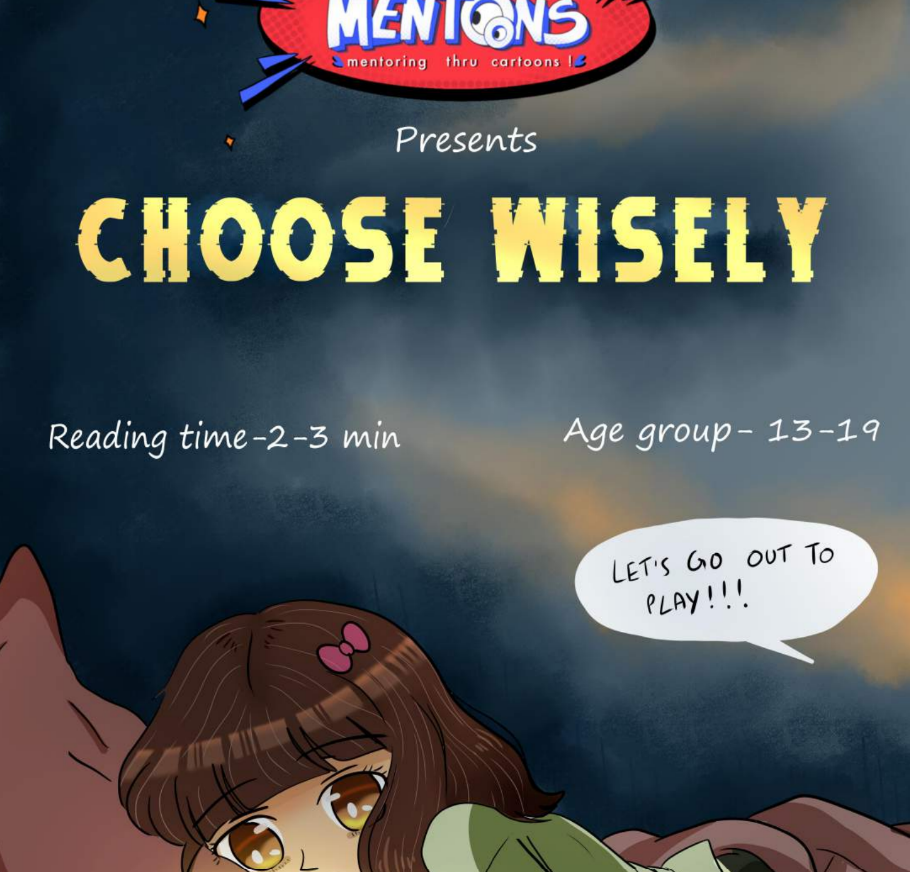 MENTOONS
mentoring thru cartoons!
Presents
CHOOSE WISELY
Reading time-2-3 min
Age group- 13-19
LET'S GO OUT TO
PLAY!!!